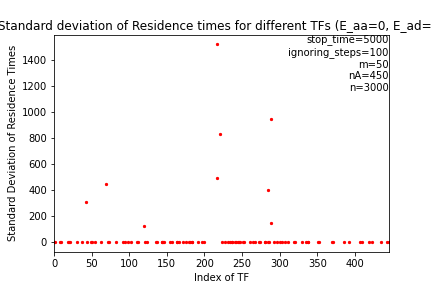 Standard deviation of Residence times for different TFs (E_aa=0, E_ad=
stop_time=5000
ignoring_steps=100
m=50
nA=450
n=3000
Standard Deviation of Residence Times
1400
1200
1000
800
600
400
200
0
0 50 100 150 200 250 300 350 400
Index of TF